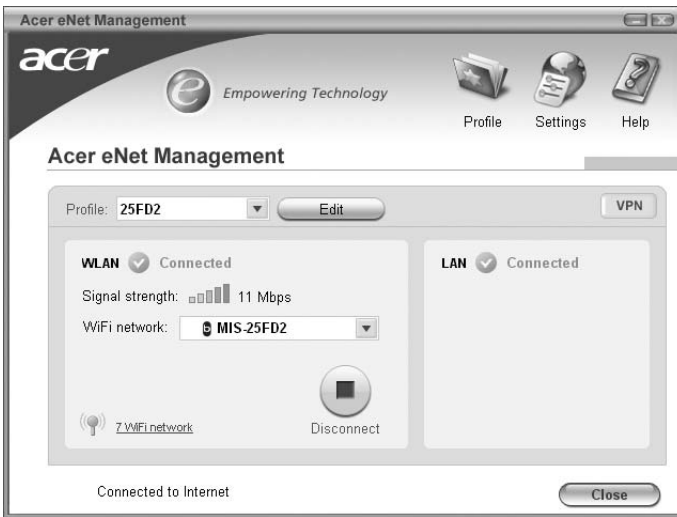 Acer eNet Management
acer
e Empowering Technology
Profile Settings Help
Acer eNet Management
Profile: 25FD2 Edit VPN
WLAN Connected
Signal strength: 11 Mbps
WiFi network: b MIS-25FD2
7 WiFi network
Disconnect
LAN Connected
Connected to Internet
Close